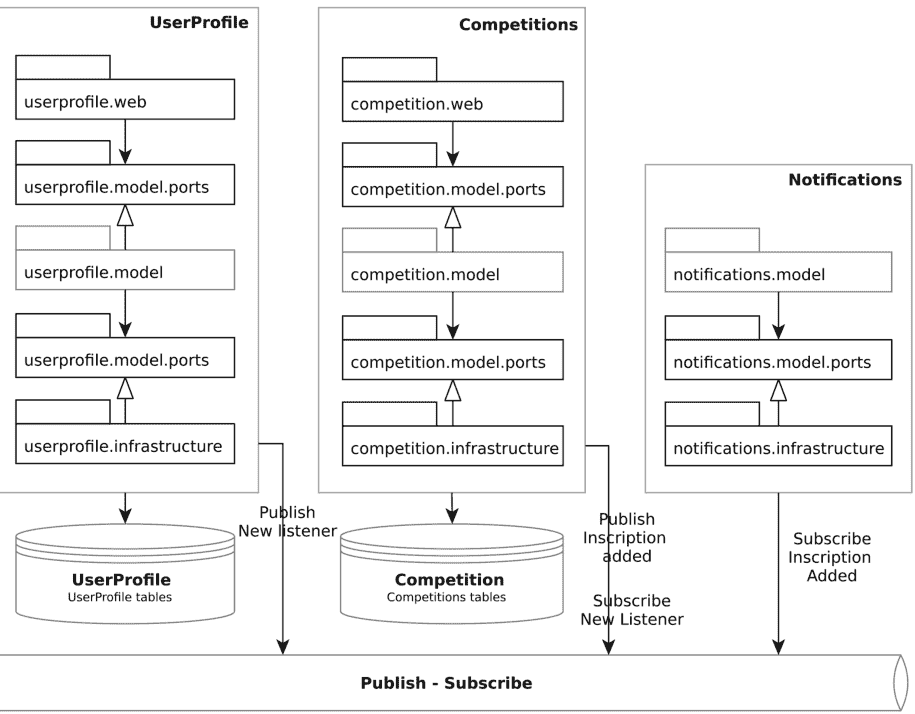 UserProfile
userprofile.web
userprofile.model.ports
userprofile.model
userprofile.model.ports
userprofile.infrastructure
Competitions
competition.web
competition.model.ports
competition.model
competition.model.ports
competition.infrastructure
Notifications
notifications.model
notifications.model.ports
notifications.infrastructure
Publish
New listener
Publish
Inscription
added
Subscribe
New Listener
Subscribe
Inscription
Added
UserProfile
UserProfile tables
Competition
Competitions tables
Publish - Subscribe